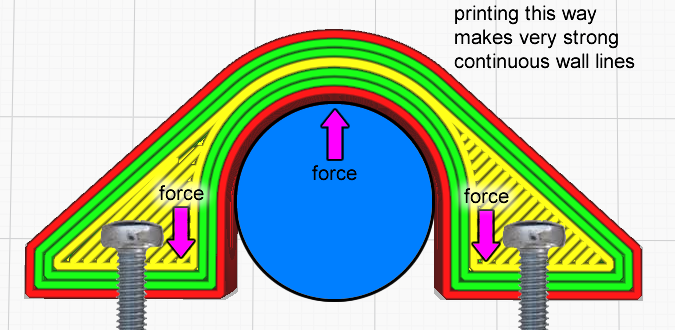 printing this way
makes very strong
continuous wall lines
force
force
force